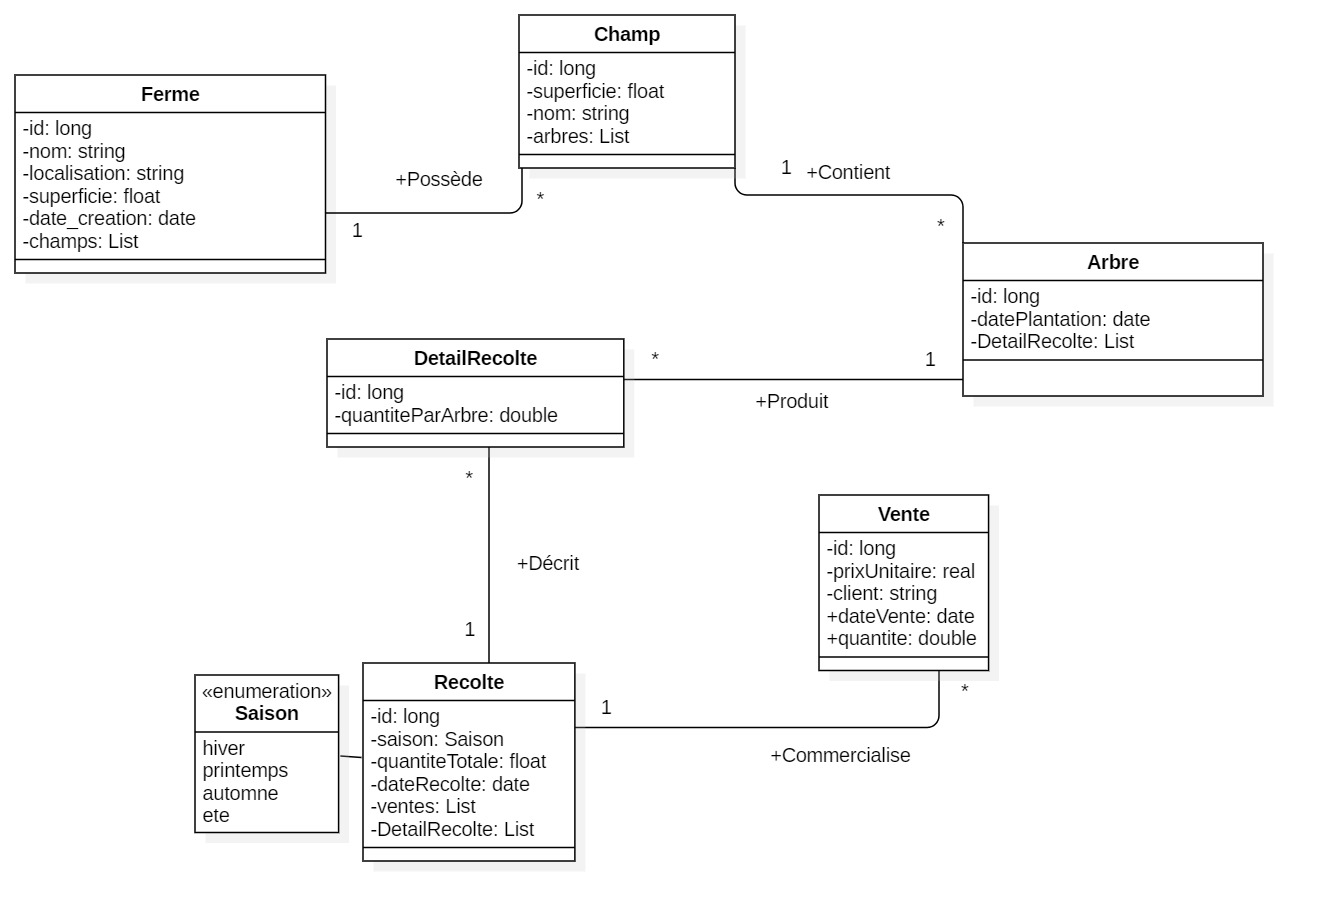 Champ
-id: long
-superficie: float
-nom: string
-arbres: List
Ferme
-id: long
-nom: string
-localisation: string
-superficie: float
-date_creation: date
-champs: List
+Possède
*
1
1
+Contient
*
Arbre
-id: long
-datePlantation: date
-DetailRecolte: List
DetailRecolte
-id: long
-quantiteParArbre: double
*
1
+Produit
*
+Décrit
1
Vente
-id: long
-prixUnitaire: real
-client: string
+dateVente: date
+quantite: double
*
1
+Commercialise
«enumeration»
Saison
hiver
printemps
automne
ete
Recolte
-id: long
-saison: Saison
-quantiteTotale: float
-dateRecolte: date
-ventes: List
-DetailRecolte: List